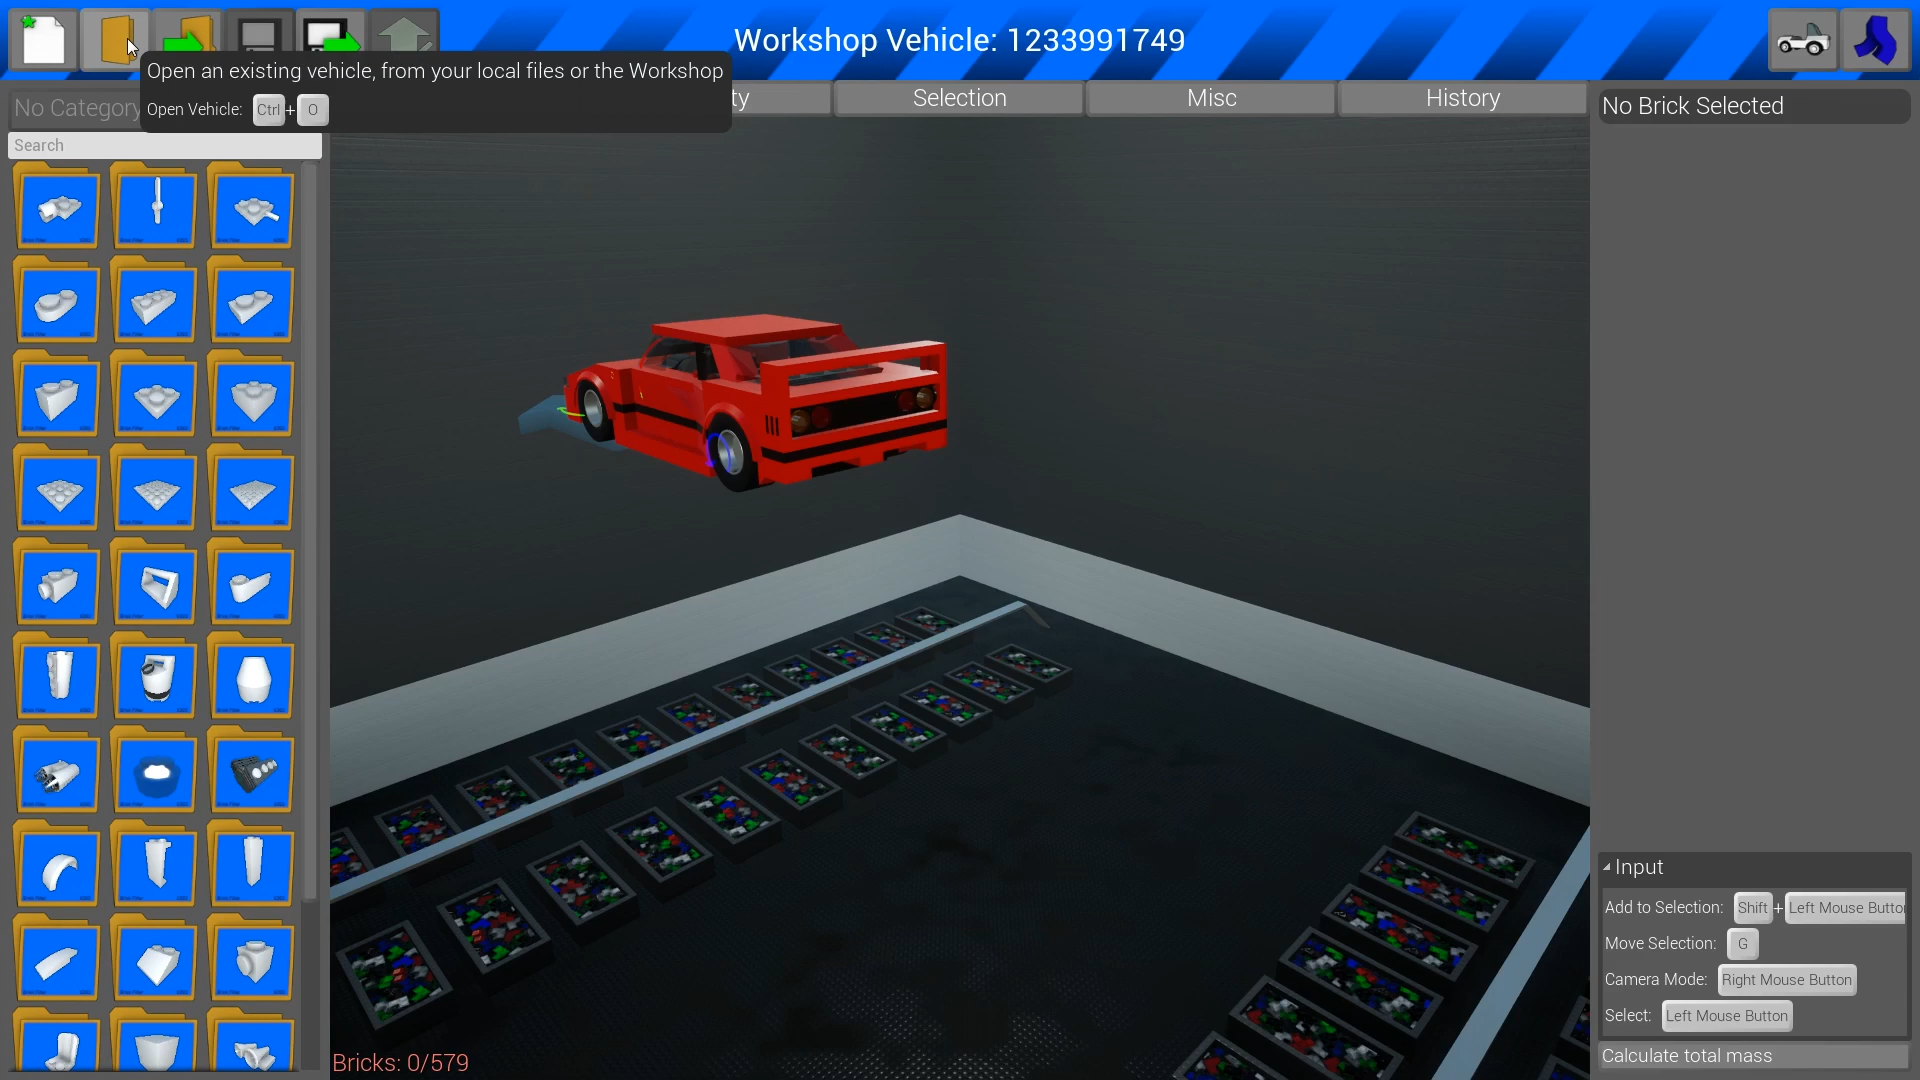 Workshop Vehicle: 1233991749
Open an existing vehicle, from your local files or the Workshop
Open Vehicle: Ctrl + O
No Category
ty
Selection
Misc
History
No Brick Selected
Search
Input
Add to Selection: Shift + Left Mouse Butto
Move Selection: G
Camera Mode: Right Mouse Button
Select: Left Mouse Button
Calculate total mass
Bricks: 0/579